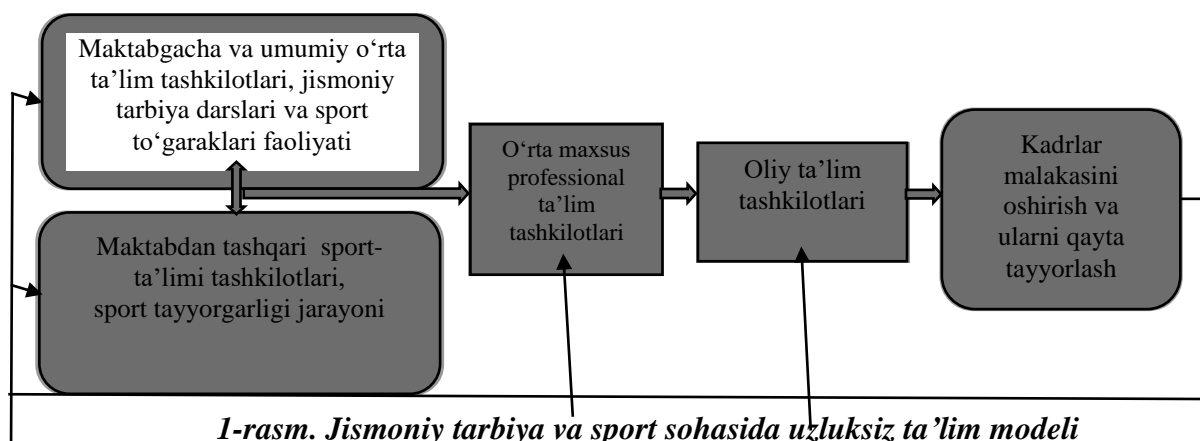 Maktabgacha va umumiy o‘rta
ta’lim tashkilotlari, jismoniy
tarbiya darslari va sport
to‘garaklari faoliyati
Maktabdan tashqari sport-
ta’limi tashkilotlari,
sport tayyorgarligi jarayoni
O‘rta maxsus
professional
ta’lim
tashkilotlari
Oliy ta’lim
tashkilotlari
Kadrlar
malakasini
oshirish va
ularni qayta
tayyorlash
1-rasm. Jismoniy tarbiya va sport sohasida uzluksiz ta’lim modeli